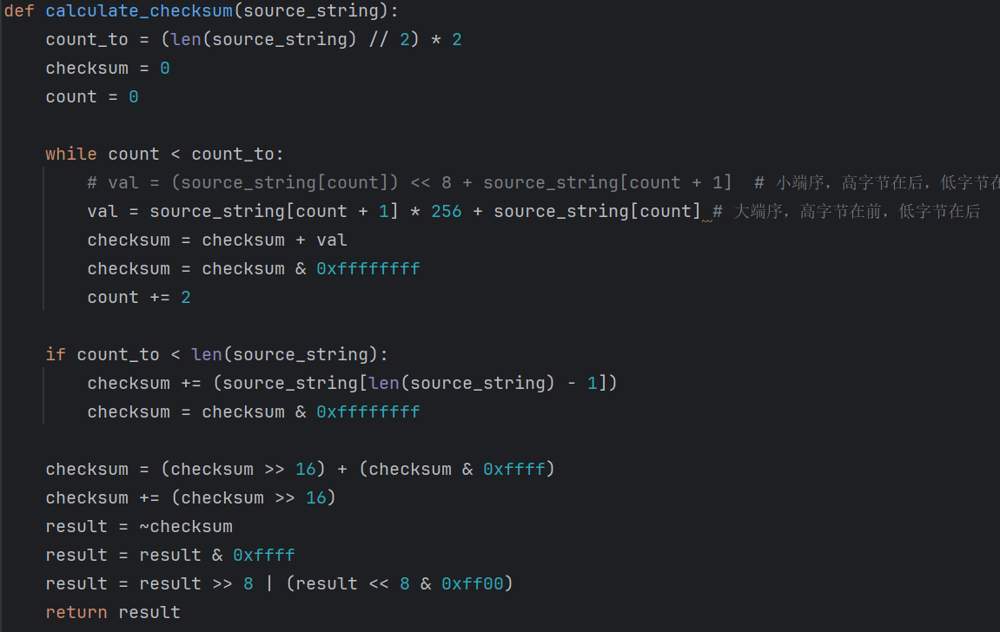 def calculate_checksum(source_string):
    count_to = (len(source_string) // 2) * 2
    checksum = 0
    count = 0
    while count < count_to:
        # val = (source_string[count]) << 8 + source_string[count + 1]  # 小端序，高字节在后，低字节在
        val = source_string[count + 1] * 256 + source_string[count] # 大端序，高字节在前，低字节在后
        checksum = checksum + val
        checksum = checksum & 0xffffffff
        count += 2
    if count_to < len(source_string):
        checksum += (source_string[len(source_string) - 1])
        checksum = checksum & 0xffffffff
    checksum = (checksum >> 16) + (checksum & 0xffff)
    checksum += (checksum >> 16)
    result = ~checksum
    result = result & 0xffff
    result = result >> 8 | (result << 8 & 0xff00)
    return result